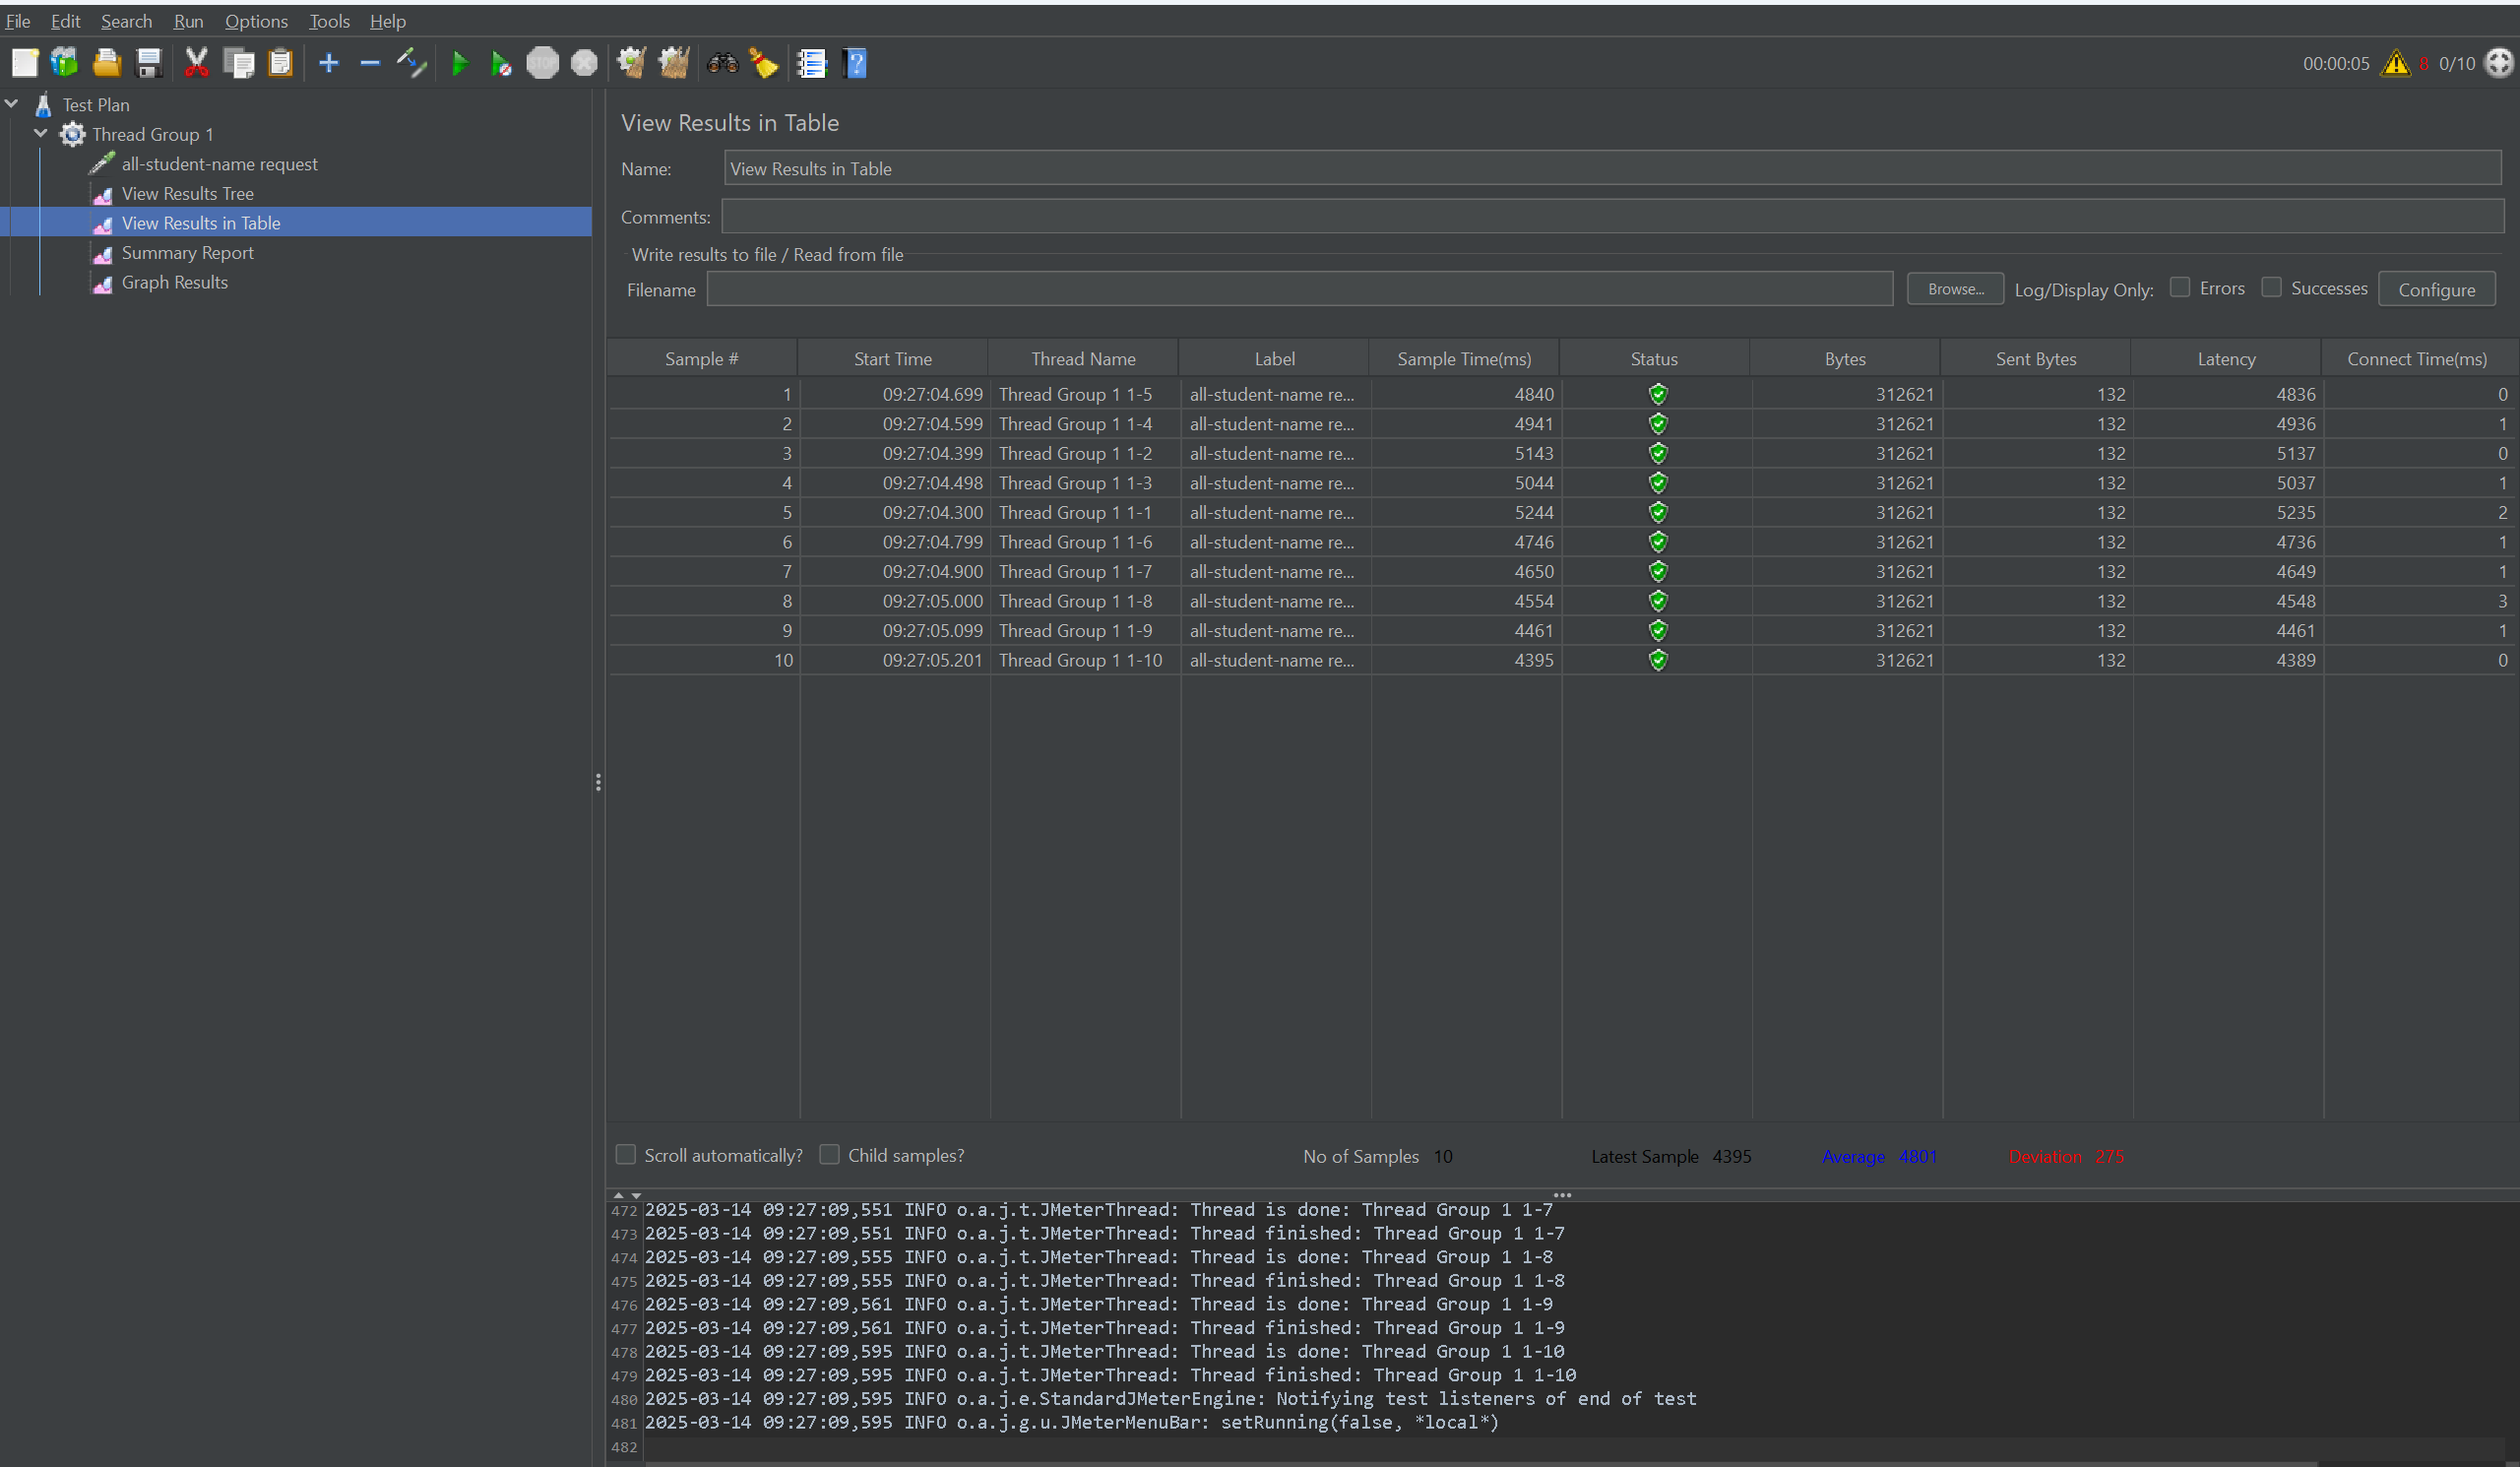 File Edit Search Run Options Tools Help
00:00:05 8 0/10
Test Plan
Thread Group 1
all-student-name request
View Results Tree
View Results in Table
Summary Report
Graph Results
View Results in Table
Name: View Results in Table
Comments:
Write results to file / Read from file
Filename Browse... Log/Display Only: Errors Successes Configure
Sample # Start Time Thread Name Label Sample Time(ms) Status Bytes Sent Bytes Latency Connect Time(ms)
1 09:27:04.699 Thread Group 1 1-5 all-student-name re... 4840 312621 132 4836 0
2 09:27:04.599 Thread Group 1 1-4 all-student-name re... 4941 312621 132 4936 1
3 09:27:04.399 Thread Group 1 1-2 all-student-name re... 5143 312621 132 5137 0
4 09:27:04.498 Thread Group 1 1-3 all-student-name re... 5044 312621 132 5037 1
5 09:27:04.300 Thread Group 1 1-1 all-student-name re... 5244 312621 132 5235 2
6 09:27:04.799 Thread Group 1 1-6 all-student-name re... 4746 312621 132 4736 1
7 09:27:04.900 Thread Group 1 1-7 all-student-name re... 4650 312621 132 4649 1
8 09:27:05.000 Thread Group 1 1-8 all-student-name re... 4554 312621 132 4548 3
9 09:27:05.099 Thread Group 1 1-9 all-student-name re... 4461 312621 132 4461 1
10 09:27:05.201 Thread Group 1 1-10 all-student-name re... 4395 312621 132 4389 0
Scroll automatically? Child samples? No of Samples 10 Latest Sample 4395 Average 4801 Deviation 275
472 2025-03-14 09:27:09,551 INFO o.a.j.t.JMeterThread: Thread is done: Thread Group 1 1-7
473 2025-03-14 09:27:09,551 INFO o.a.j.t.JMeterThread: Thread finished: Thread Group 1 1-7
474 2025-03-14 09:27:09,555 INFO o.a.j.t.JMeterThread: Thread is done: Thread Group 1 1-8
475 2025-03-14 09:27:09,555 INFO o.a.j.t.JMeterThread: Thread finished: Thread Group 1 1-8
476 2025-03-14 09:27:09,561 INFO o.a.j.t.JMeterThread: Thread is done: Thread Group 1 1-9
477 2025-03-14 09:27:09,561 INFO o.a.j.t.JMeterThread: Thread finished: Thread Group 1 1-9
478 2025-03-14 09:27:09,595 INFO o.a.j.t.JMeterThread: Thread is done: Thread Group 1 1-10
479 2025-03-14 09:27:09,595 INFO o.a.j.t.JMeterThread: Thread finished: Thread Group 1 1-10
480 2025-03-14 09:27:09,595 INFO o.a.j.e.StandardJMeterEngine: Notifying test listeners of end of test
481 2025-03-14 09:27:09,595 INFO o.a.j.g.u.JMeterMenuBar: setRunning(false, *local*)
482